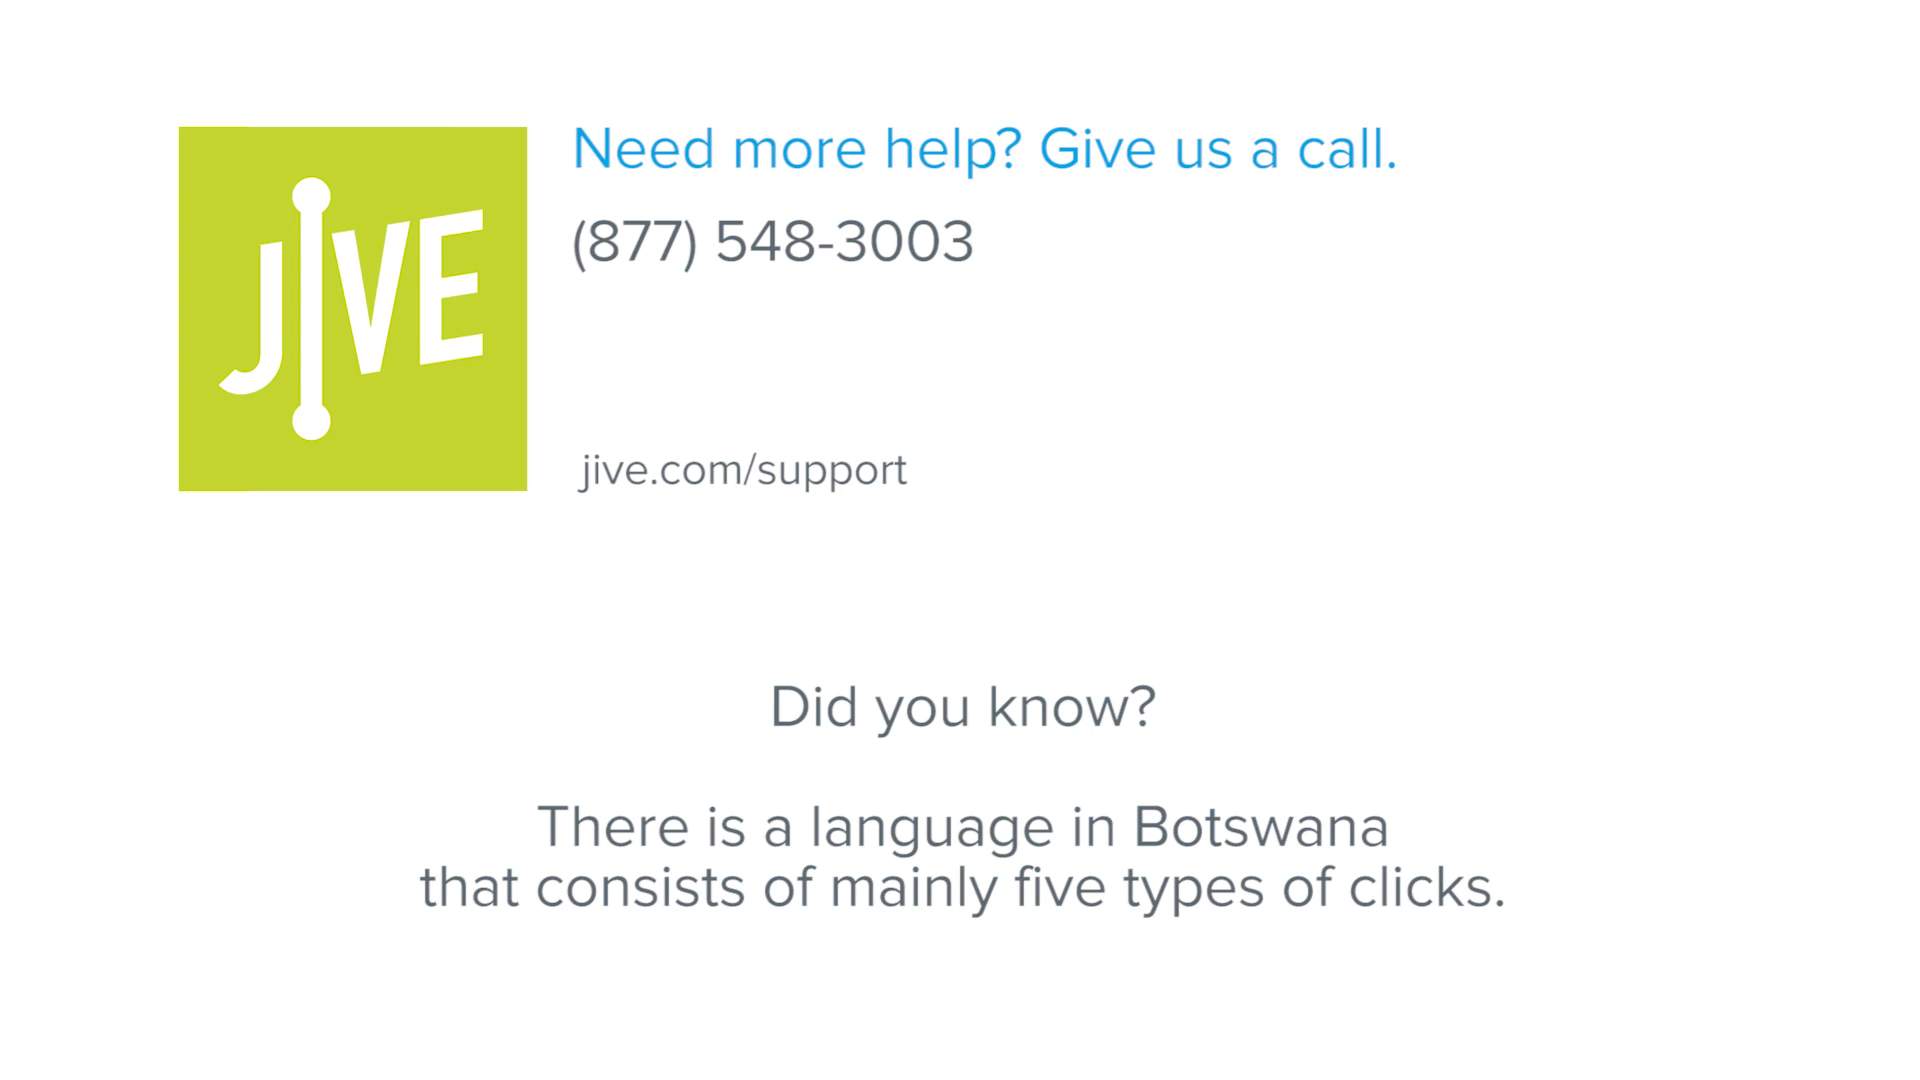 JIVE
Need more help? Give us a call.
(877) 548-3003
jive.com/support
Did you know?
There is a language in Botswana
that consists of mainly five types of clicks.